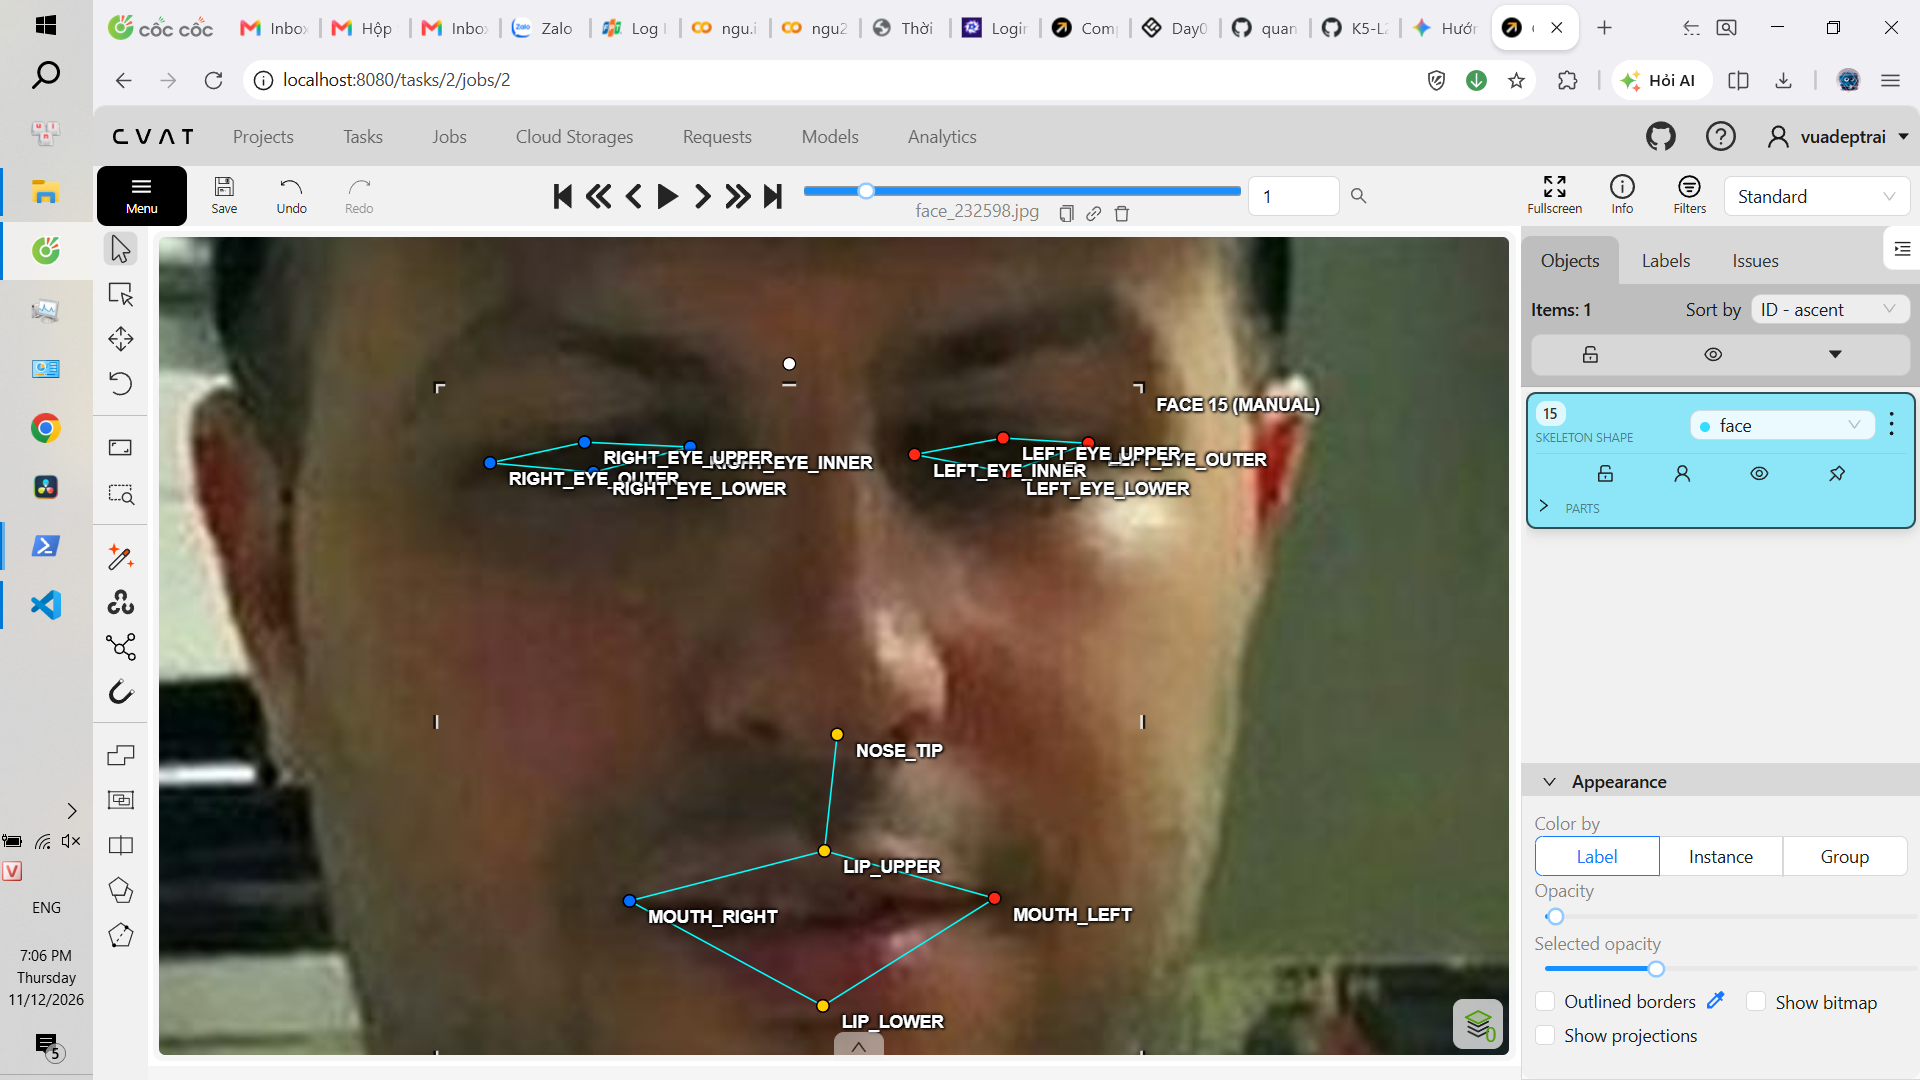 cốc cốc
Inbox
Hộp
Inbox
Zalo
Log I
ngu.i
ngu2
Thời
Login
Com
Day0
quan
K5-L2
Hướn
localhost:8080/tasks/2/jobs/2
Hỏi AI
CVAT
Projects
Tasks
Jobs
Cloud Storages
Requests
Models
Analytics
vuadeptrai
Menu
Save
Undo
Redo
face_232598.jpg
1
Fullscreen
Info
Filters
Standard
Objects
Labels
Issues
Items: 1
Sort by
ID - ascent
15
SKELETON SHAPE
face
PARTS
FACE 15 (MANUAL)
RIGHT_EYE_UPPER
RIGHT_EYE_INNER
RIGHT_EYE_OUTER
RIGHT_EYE_LOWER
LEFT_EYE_UPPER
LEFT_EYE_OUTER
LEFT_EYE_INNER
LEFT_EYE_LOWER
NOSE_TIP
LIP_UPPER
MOUTH_RIGHT
MOUTH_LEFT
LIP_LOWER
0
Appearance
Color by
Label
Instance
Group
Opacity
Selected opacity
Outlined borders
Show bitmap
Show projections
V
ENG
7:06 PM
Thursday
11/12/2026
5